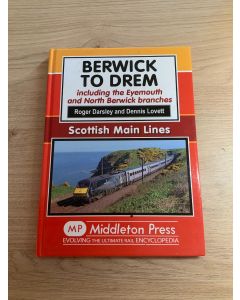 BERWICK
TO DREM
including the Eyemouth
and North Berwick branches
Roger Darsley and Dennis Lovett
Scottish Main Lines
MP Middleton Press
EVOLVING THE ULTIMATE RAIL ENCYCLOPEDIA